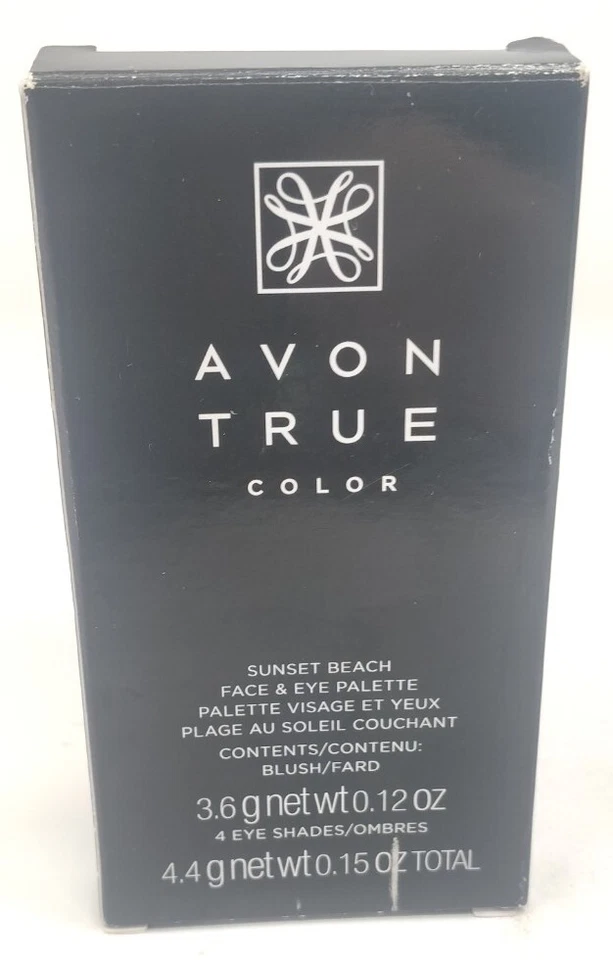 AVON
TRUE
COLOR
SUNSET BEACH
FACE & EYE PALETTE
PALETTE VISAGE ET YEUX
PLAGE AU SOLEIL COUCHANT
CONTENTS/CONTENU:
BLUSH/FARD
3.6 g net wt 0.12 OZ
4 EYE SHADES/OMBRES
4.4 g net wt 0.15 OZ TOTAL